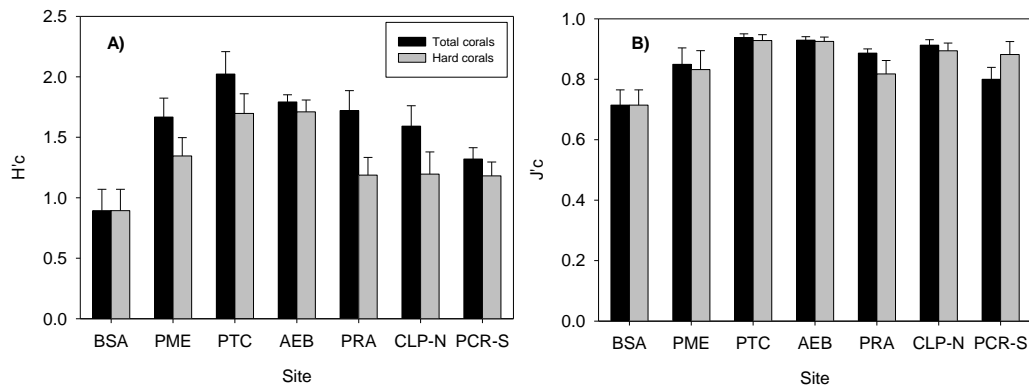 A)
Total corals
Hard corals
2.5
2.0
1.5
1.0
0.5
0.0
H'c
BSA PME PTC AEB PRA CLP-N PCR-S
Site
B)
1.0
0.8
0.6
0.4
0.2
0.0
J'c
BSA PME PTC AEB PRA CLP-N PCR-S
Site